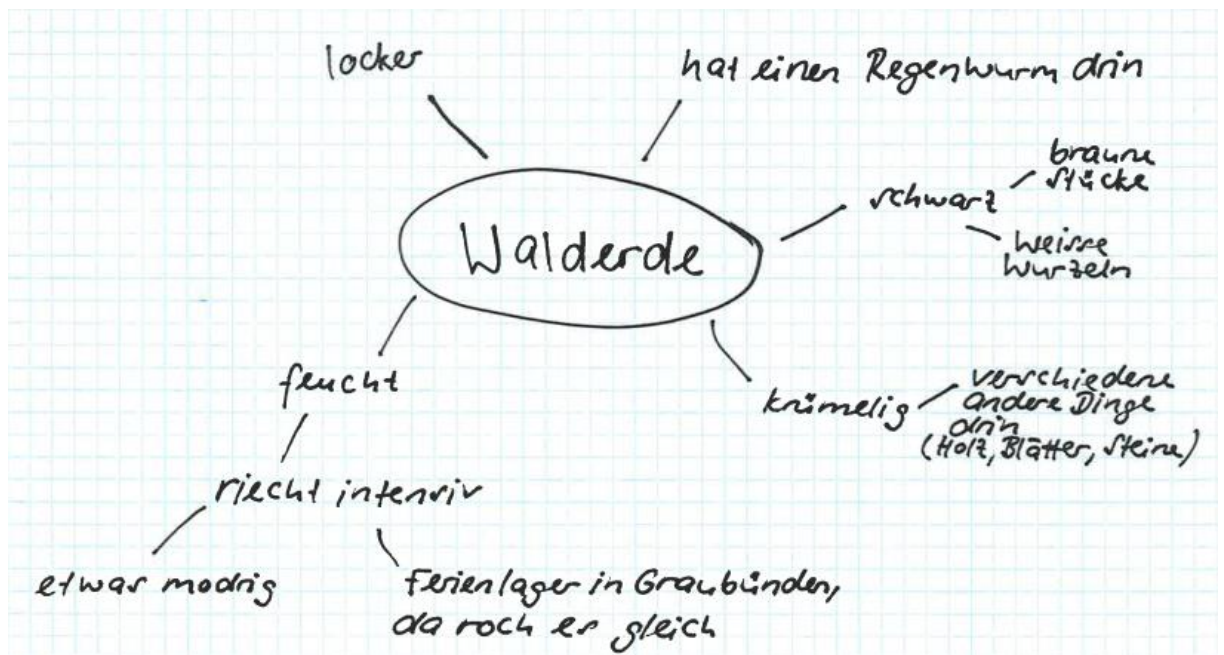 locker
hat einen Regenwurm drin
braune
stücke
schwarz
weisse
wurzeln
Walderde
feucht
krümelig
verschiedene
andere Dinge
drin
(Holz, Blätter, steine)
riecht intensiv
etwas modrig
Ferienlager in Graubünden,
da roch es gleich